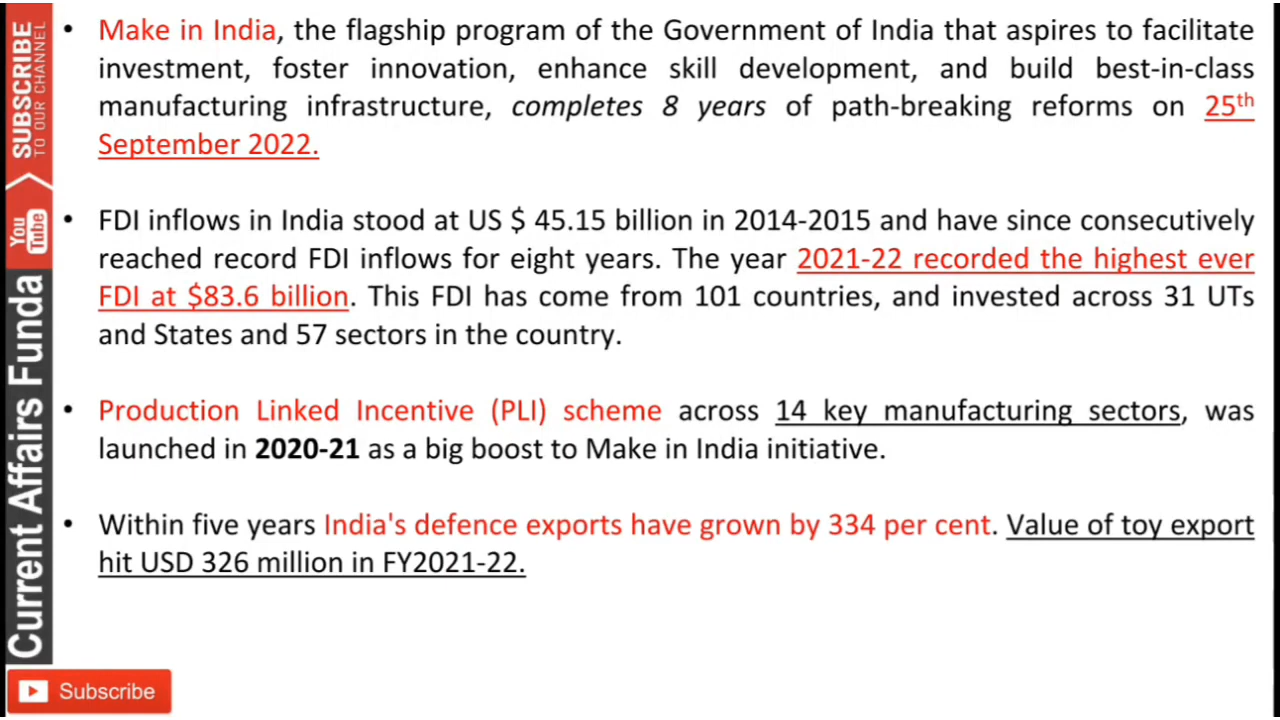 • Make in India, the flagship program of the Government of India that aspires to facilitate
investment, foster innovation, enhance skill development, and build best-in-class
manufacturing infrastructure, completes 8 years of path-breaking reforms on 25th
September 2022.
• FDI inflows in India stood at US $ 45.15 billion in 2014-2015 and have since consecutively
reached record FDI inflows for eight years. The year 2021-22 recorded the highest ever
FDI at $83.6 billion. This FDI has come from 101 countries, and invested across 31 UTs
and States and 57 sectors in the country.
• Production Linked Incentive (PLI) scheme across 14 key manufacturing sectors, was
launched in 2020-21 as a big boost to Make in India initiative.
• Within five years India's defence exports have grown by 334 per cent. Value of toy export
hit USD 326 million in FY2021-22.
SUBSCRIBE
TO OUR CHANNEL
You
Tube
Current Affairs Funda
Subscribe